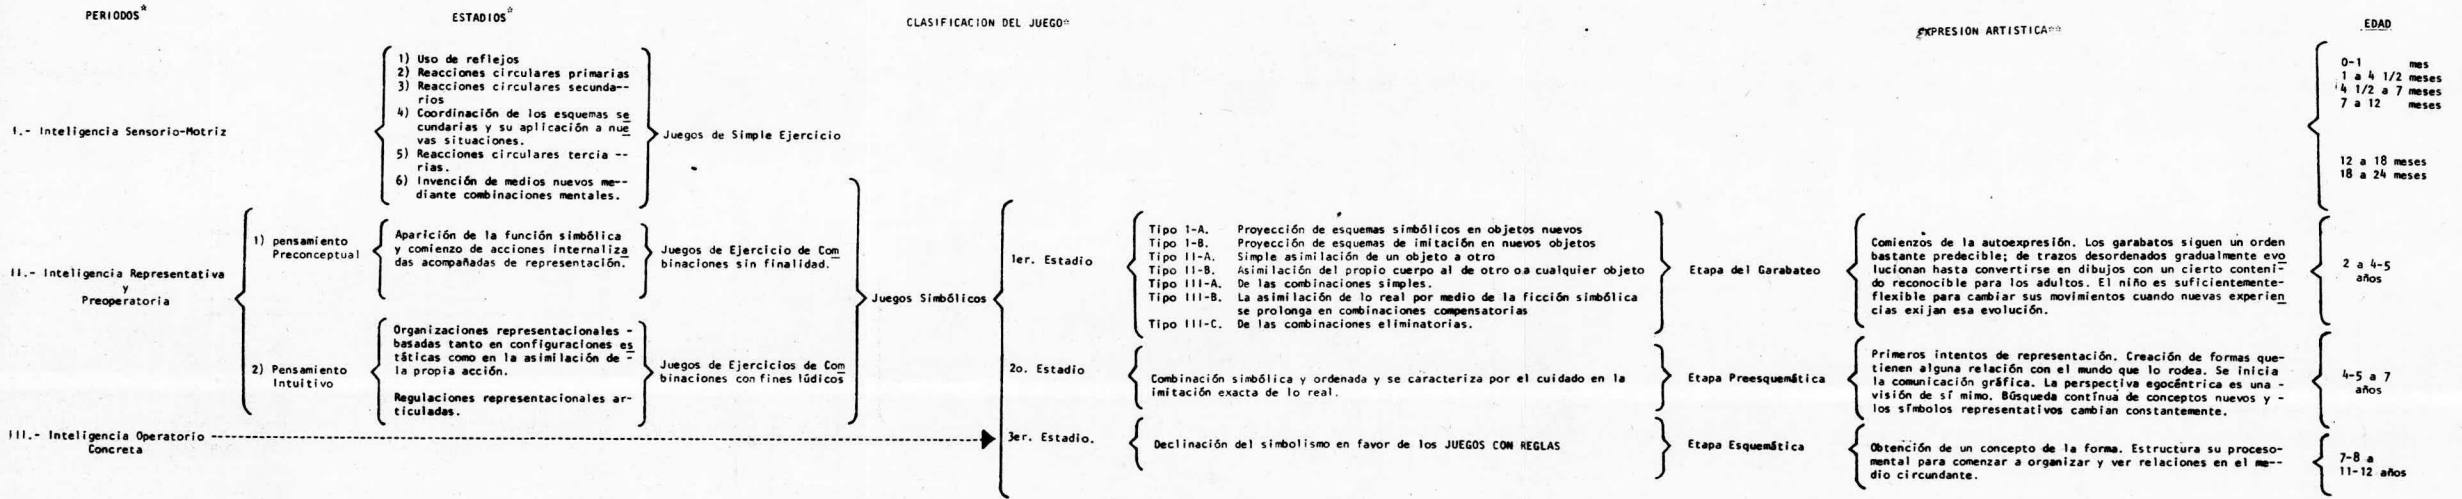 PERIODOS*
ESTADIOS*
CLASIFICACION DEL JUEGO*
EXPRESION ARTISTICA**
EDAD
I.- Inteligencia Sensorio-Motriz
1) Uso de reflejos
2) Reacciones circulares primarias
3) Reacciones circulares secunda--
rios
4) Coordinación de los esquemas se
cundarias y su aplicación a nue
vas situaciones.
5) Reacciones circulares tercia --
rias.
6) Invención de medios nuevos me--
diante combinaciones mentales.
Juegos de Simple Ejercicio
0-1 mes
1 a 4 1/2 meses
4 1/2 a 7 meses
7 a 12 meses
12 a 18 meses
18 a 24 meses
II.- Inteligencia Representativa
y
Preoperatoria
1) pensamiento
Preconceptual
Aparición de la función simbólica
y comienzo de acciones internaliza
das acompañadas de representación.
Juegos de Ejercicio de Com
binaciones sin finalidad.
2) Pensamiento
Intuitivo
Organizaciones representacionales -
basadas tanto en configuraciones es
táticas como en la asimilación de -
la propia acción.
Regulaciones representacionales ar-
ticuladas.
Juegos de Ejercicios de Com
binaciones con fines lúdicos
Juegos Simbólicos
1er. Estadio
Tipo I-A. Proyección de esquemas simbólicos en objetos nuevos
Tipo I-B. Proyección de esquemas de imitación en nuevos objetos
Tipo II-A. Simple asimilación de un objeto a otro
Tipo II-B. Asimilación del propio cuerpo al de otro o a cualquier objeto
Tipo III-A. De las combinaciones simples.
Tipo III-B. La asimilación de lo real por medio de la ficción simbólica
se prolonga en combinaciones compensatorias
Tipo III-C. De las combinaciones eliminatorias.
Etapa del Garabateo
Comienzos de la autoexpresión. Los garabatos siguen un orden
bastante predecible; de trazos desordenados gradualmente evo
lucionan hasta convertirse en dibujos con un cierto conteni-
do reconocible para los adultos. El niño es suficientemente-
flexible para cambiar sus movimientos cuando nuevas experien
cias exijan esa evolución.
2 a 4-5
años
2o. Estadio
Combinación simbólica y ordenada y se caracteriza por el cuidado en la
imitación exacta de lo real.
Etapa Preesquemática
Primeros intentos de representación. Creación de formas que-
tienen alguna relación con el mundo que lo rodea. Se inicia
la comunicación gráfica. La perspectiva egocéntrica es una -
visión de sí mimo. Búsqueda contínua de conceptos nuevos y -
los símbolos representativos cambian constantemente.
4-5 a 7
años
III.- Inteligencia Operatorio
Concreta
3er. Estadio.
Declinación del simbolismo en favor de los JUEGOS CON REGLAS
Etapa Esquemática
Obtención de un concepto de la forma. Estructura su proceso-
mental para comenzar a organizar y ver relaciones en el me--
dio circundante.
7-8 a
11-12 años